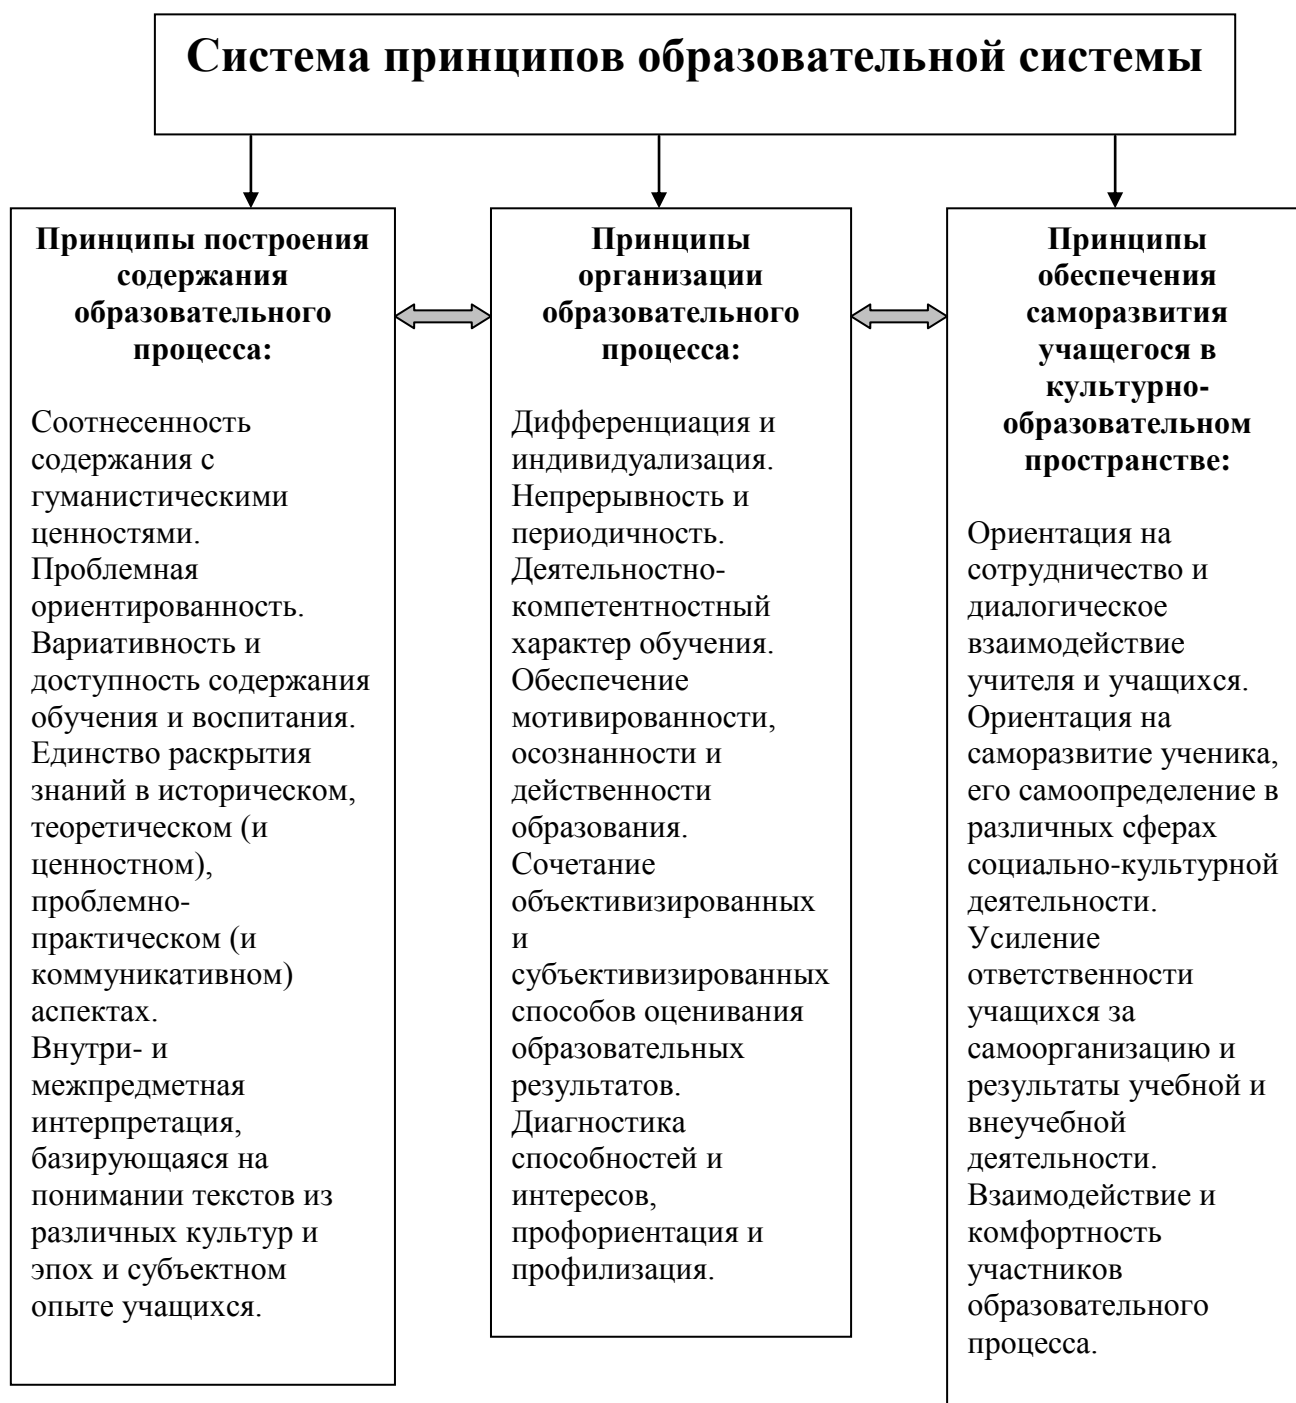 Система принципов образовательной системы
Принципы построения
содержания
образовательного
процесса:
Соотнесенность
содержания с
гуманистическими
ценностями.
Проблемная
ориентированность.
Вариативность и
доступность содержания
обучения и воспитания.
Единство раскрытия
знаний в историческом,
теоретическом (и
ценностном),
проблемно-
практическом (и
коммуникативном)
аспектах.
Внутри- и
межпредметная
интерпретация,
базирующаяся на
понимании текстов из
различных культур и
эпох и субъектном
опыте учащихся.
Принципы
организации
образовательного
процесса:
Дифференциация и
индивидуализация.
Непрерывность и
периодичность.
Деятельностно-
компетентностный
характер обучения.
Обеспечение
мотивированности,
осознанности и
действенности
образования.
Сочетание
объективизированных
и
субъективизированных
способов оценивания
образовательных
результатов.
Диагностика
способностей и
интересов,
профориентация и
профилизация.
Принципы
обеспечения
саморазвития
учащегося в
культурно-
образовательном
пространстве:
Ориентация на
сотрудничество и
диалогическое
взаимодействие
учителя и учащихся.
Ориентация на
саморазвитие ученика,
его самоопределение в
различных сферах
социально-культурной
деятельности.
Усиление
ответственности
учащихся за
самоорганизацию и
результаты учебной и
внеучебной
деятельности.
Взаимодействие и
комфортность
участников
образовательного
процесса.